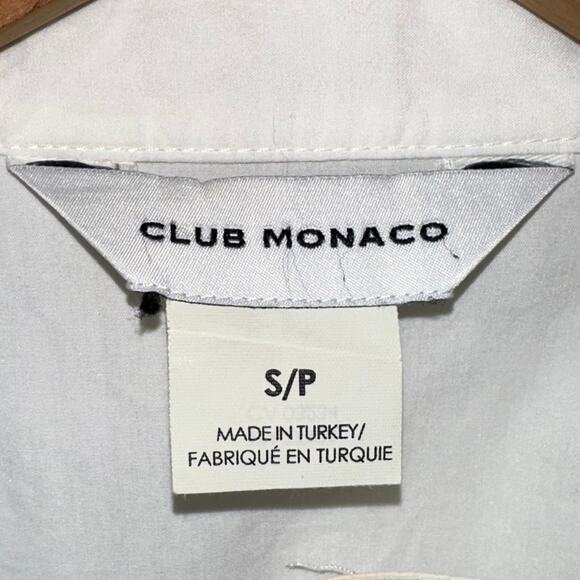 CLUB MONACO
S/P
MADE IN TURKEY/
FABRIQUÉ EN TURQUIE